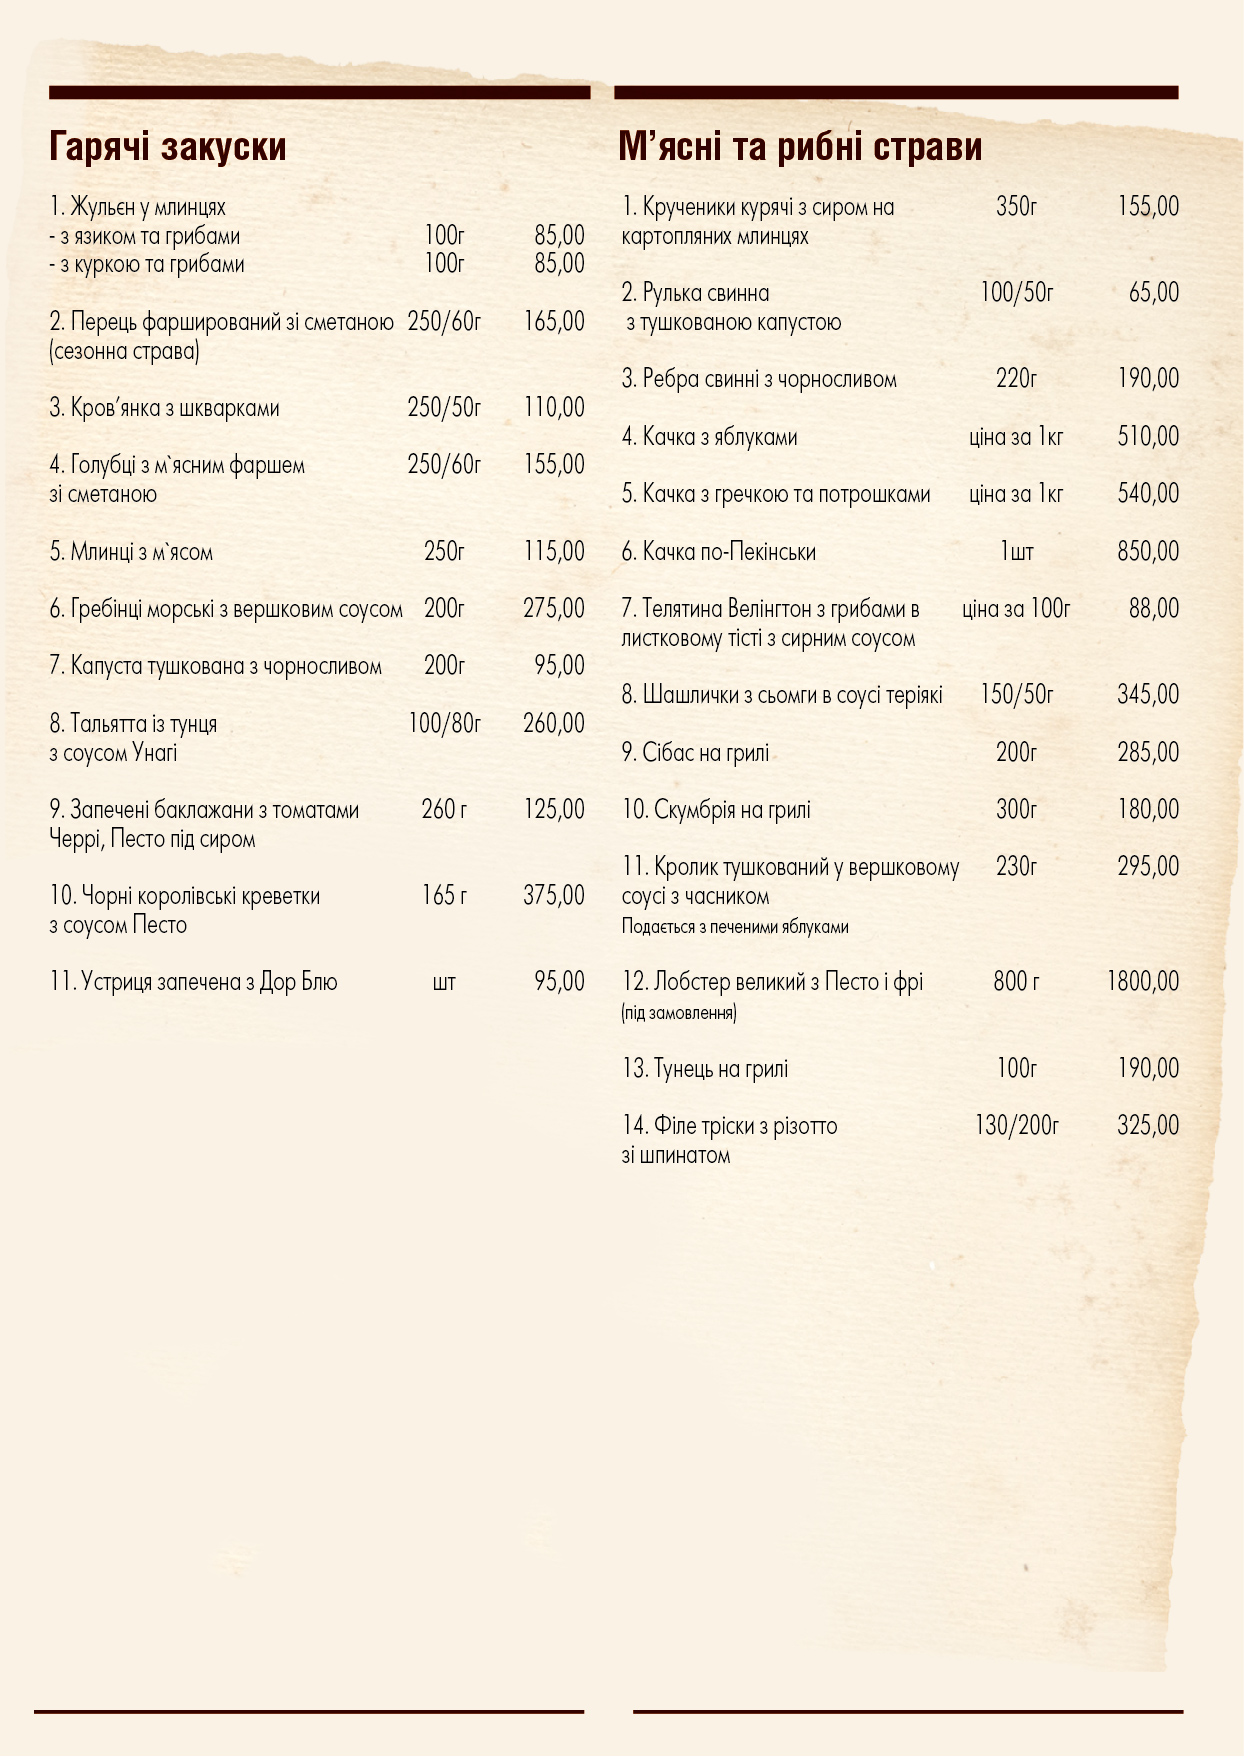 Гарячі закуски
1. Жульєн у млинцях
- з язиком та грибами 100г 85,00
- з куркою та грибами 100г 85,00
2. Перець фарширований зі сметаною 250/60г 165,00
(сезонна страва)
3. Кров’янка з шкварками 250/50г 110,00
4. Голубці з м`ясним фаршем 250/60г 155,00
зі сметаною
5. Млинці з м`ясом 250г 115,00
6. Гребінці морські з вершковим соусом 200г 275,00
7. Капуста тушкована з чорносливом 200г 95,00
8. Тальятта із тунця 100/80г 260,00
з соусом Унагі
9. Запечені баклажани з томатами 260 г 125,00
Черрі, Песто під сиром
10. Чорні королівські креветки 165 г 375,00
з соусом Песто
11. Устриця запечена з Дор Блю шт 95,00
М’ясні та рибні страви
1. Крученики курячі з сиром на 350г 155,00
картопляних млинцях
2. Рулька свинна 100/50г 65,00
з тушкованою капустою
3. Ребра свинні з чорносливом 220г 190,00
4. Качка з яблуками ціна за 1кг 510,00
5. Качка з гречкою та потрошками ціна за 1кг 540,00
6. Качка по-Пекінськи 1шт 850,00
7. Телятина Велінгтон з грибами в ціна за 100г 88,00
листковому тісті з сирним соусом
8. Шашлички з сьомги в соусі теріякі 150/50г 345,00
9. Сібас на грилі 200г 285,00
10. Скумбрія на грилі 300г 180,00
11. Кролик тушкований у вершковому 230г 295,00
соусі з часником
Подається з печеними яблуками
12. Лобстер великий з Песто і фрі 800 г 1800,00
(під замовлення)
13. Тунець на грилі 100г 190,00
14. Філе тріски з різотто 130/200г 325,00
зі шпинатом